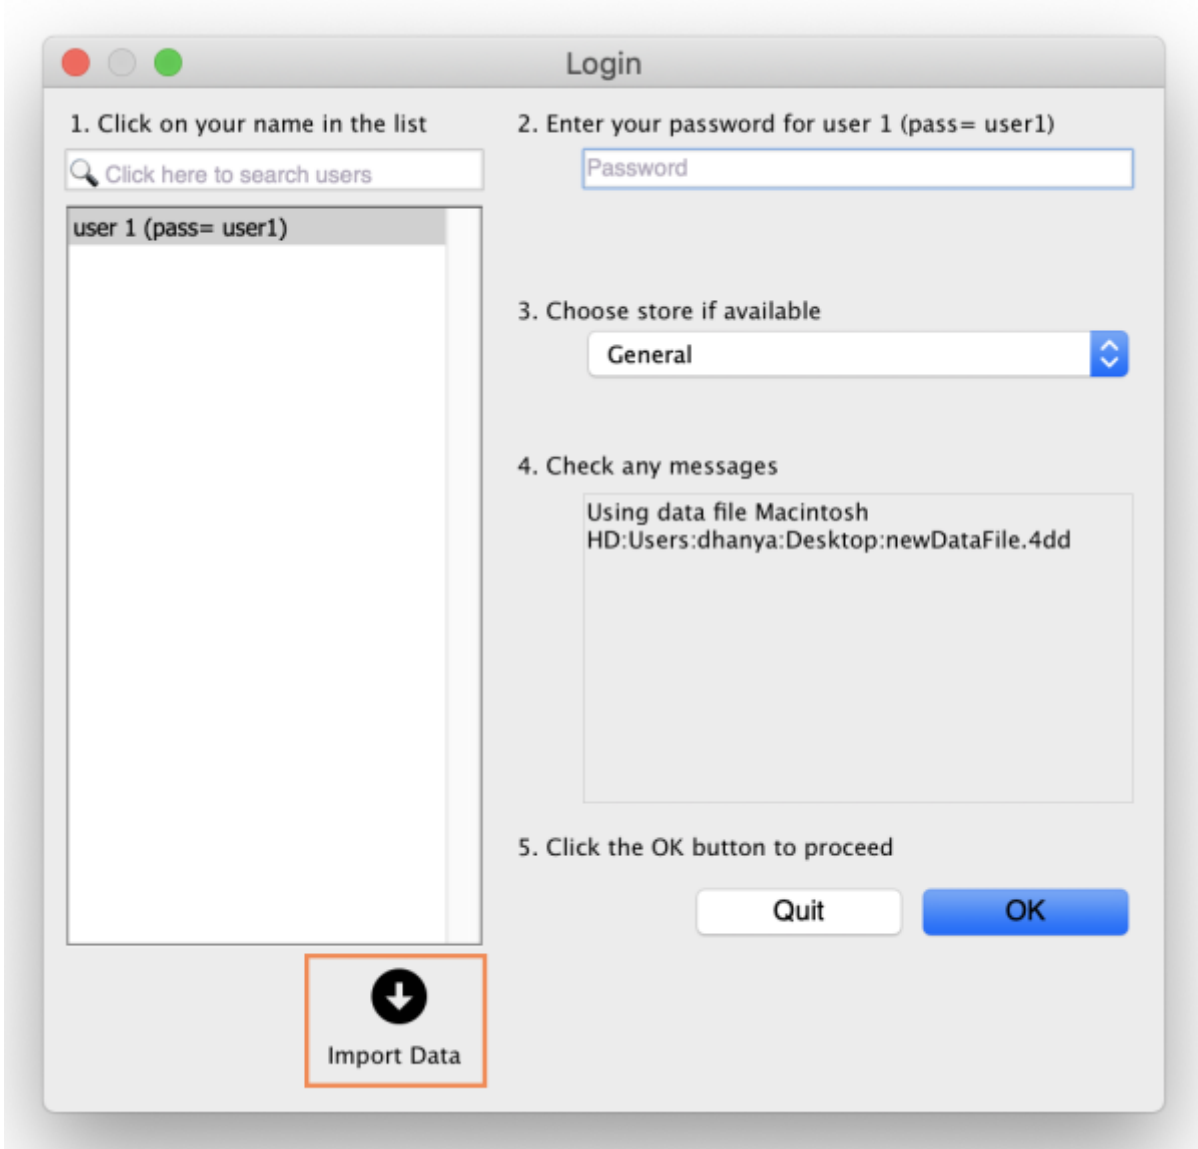 Login
1. Click on your name in the list
Click here to search users
user 1 (pass= user1)
Import Data
2. Enter your password for user 1 (pass= user1)
Password
3. Choose store if available
General
4. Check any messages
Using data file Macintosh
HD:Users:dhanya:Desktop:newDataFile.4dd
5. Click the OK button to proceed
Quit
OK